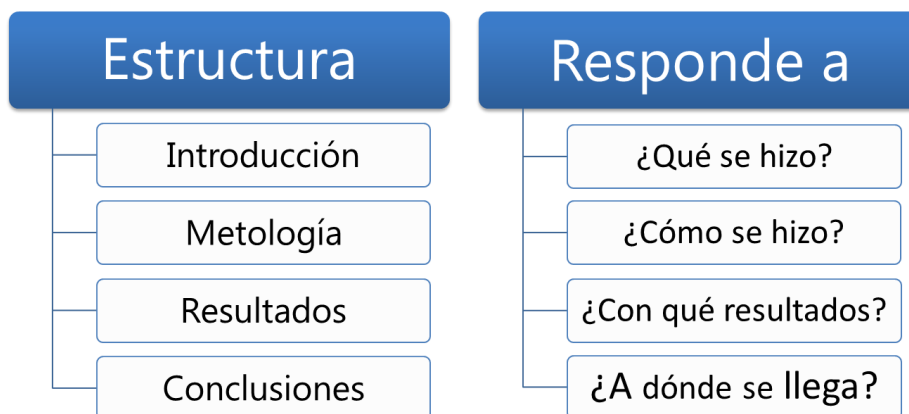 Estructura
Introducción
Metología
Resultados
Conclusiones
Responde a
¿Qué se hizo?
¿Cómo se hizo?
¿Con qué resultados?
¿A dónde se llega?